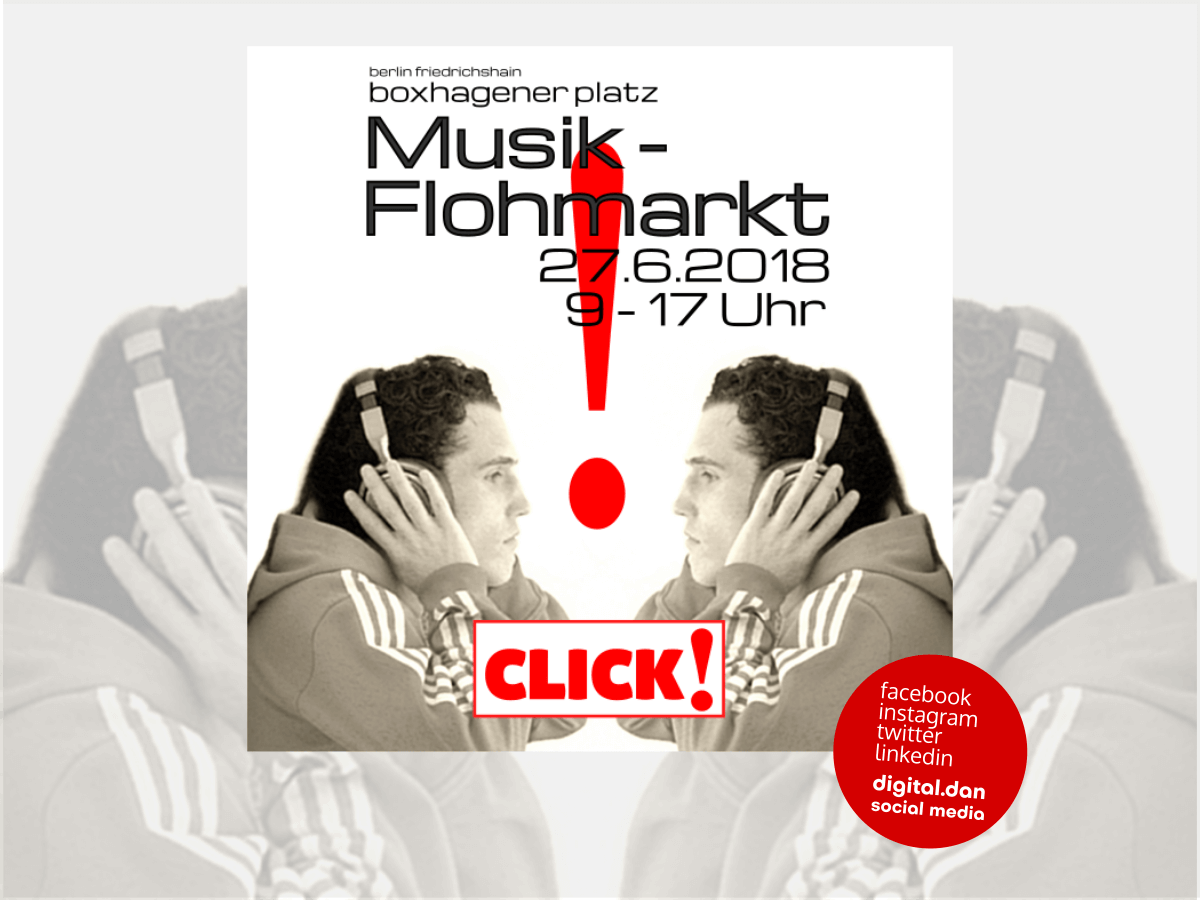 berlin friedrichshain
boxhagener platz
Musik -
Flohmarkt
27.6.2018
9 - 17 Uhr
CLICK!
facebook
instagram
twitter
linkedin
digital.dan
social media